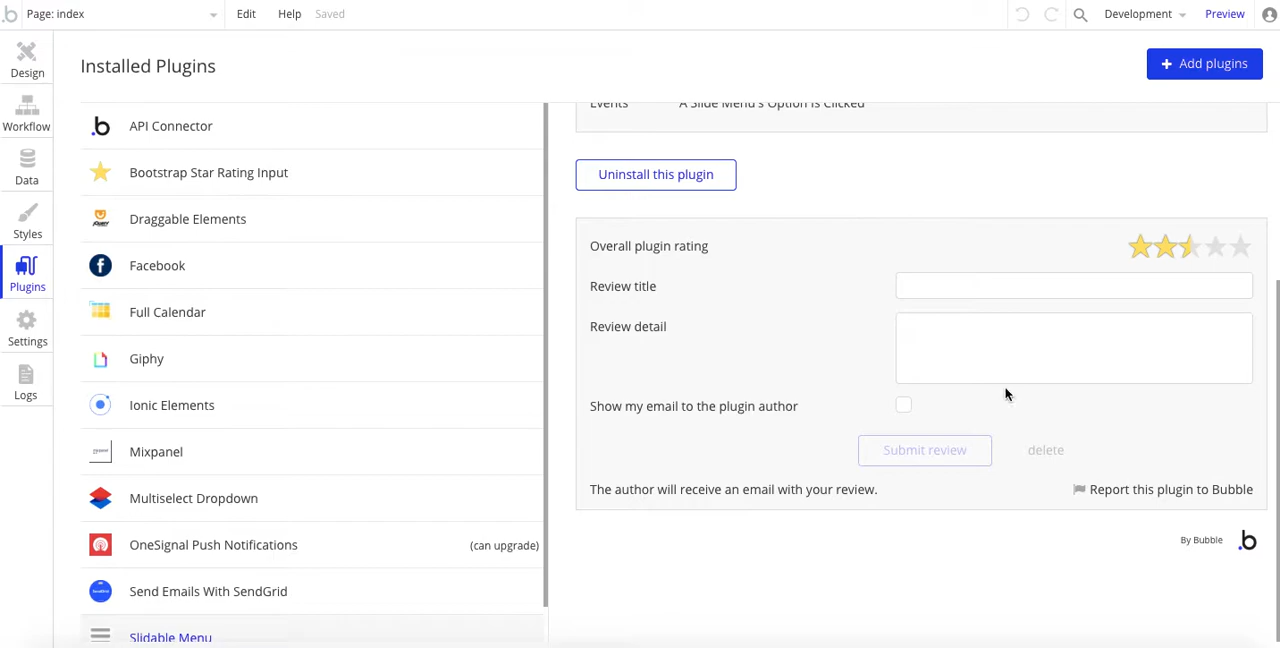 Page: index
Edit
Help
Saved
Development
Preview
Design
Workflow
Data
Styles
Plugins
Settings
Logs
Installed Plugins
+ Add plugins
API Connector
Bootstrap Star Rating Input
Draggable Elements
Facebook
Full Calendar
Giphy
Ionic Elements
Mixpanel
Multiselect Dropdown
OneSignal Push Notifications (can upgrade)
Send Emails With SendGrid
Slidable Menu
Events A Slide Menu's Option Is Clicked
Uninstall this plugin
Overall plugin rating
Review title
Review detail
Show my email to the plugin author
Submit review delete
The author will receive an email with your review. Report this plugin to Bubble
By Bubble